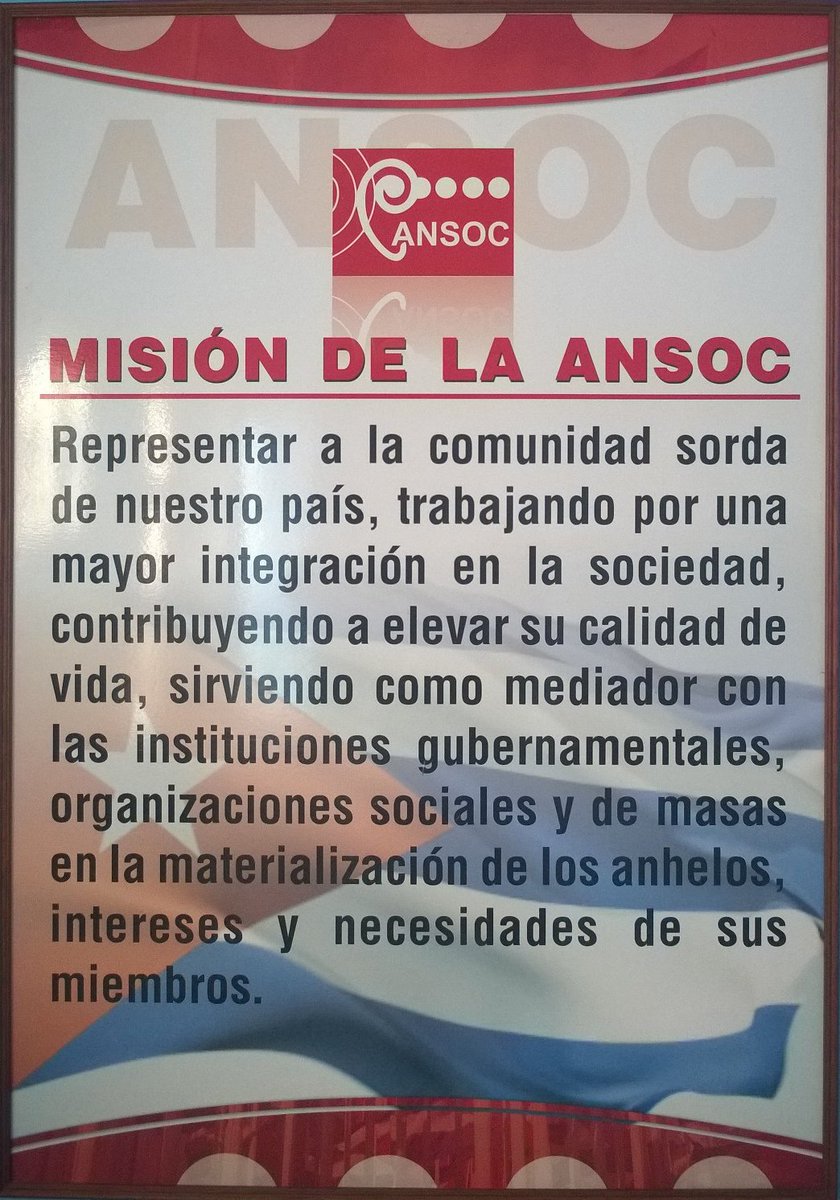 ANSOC
ANSOC
MISIÓN DE LA ANSOC
Representar a la comunidad sorda
de nuestro país, trabajando por una
mayor integración en la sociedad,
contribuyendo a elevar su calidad de
vida, sirviendo como mediador con
las instituciones gubernamentales,
organizaciones sociales y de masas
en la materialización de los anhelos,
intereses y necesidades de sus
miembros.